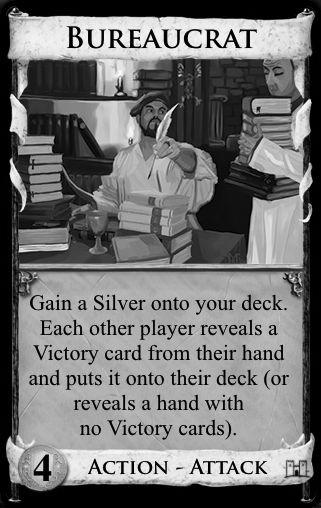 BUREAUCRAT
Gain a Silver onto your deck.
Each other player reveals a
Victory card from their hand
and puts it onto their deck (or
reveals a hand with
no Victory cards).
4
ACTION - ATTACK